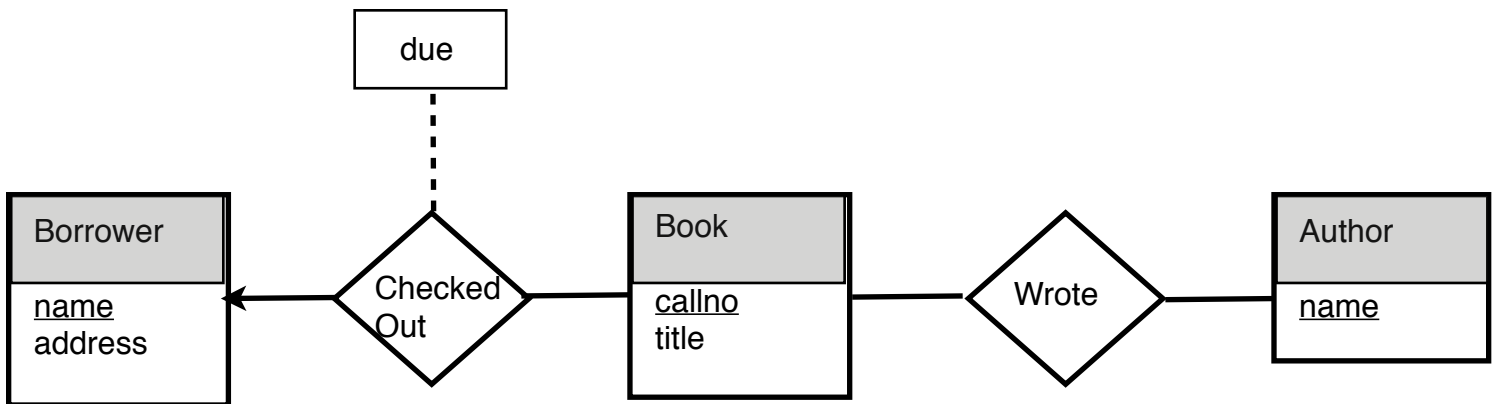 due
Borrower
name
address
Checked
Out
Book
callno
title
Wrote
Author
name